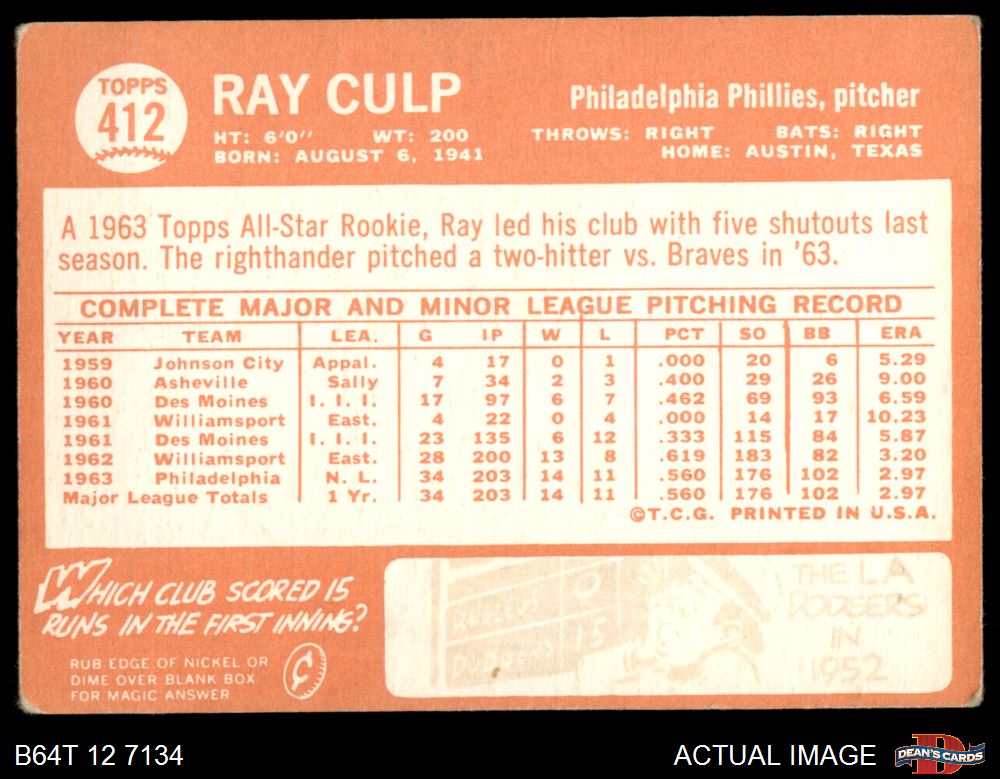 TOPPS
412
RAY CULP
Philadelphia Phillies, pitcher
HT: 6'0" WT: 200
THROWS: RIGHT BATS: RIGHT
BORN: AUGUST 6, 1941
HOME: AUSTIN, TEXAS
A 1963 Topps All-Star Rookie, Ray led his club with five shutouts last
season. The righthander pitched a two-hitter vs. Braves in '63.
COMPLETE MAJOR AND MINOR LEAGUE PITCHING RECORD
YEAR TEAM LEA. G IP W L PCT SO BB ERA
1959 Johnson City Appal. 4 17 0 1 .000 20 6 5.29
1960 Asheville Sally 7 34 2 3 .400 29 26 9.00
1960 Des Moines I. I. I. 17 97 6 7 .462 69 93 6.59
1961 Williamsport East. 4 22 0 4 .000 14 17 10.23
1961 Des Moines I. I. I. 23 135 6 12 .333 115 84 5.87
1962 Williamsport East. 28 200 13 8 .619 183 82 3.20
1963 Philadelphia N. L. 34 203 14 11 .560 176 102 2.97
Major League Totals 1 Yr. 34 203 14 11 .560 176 102 2.97
©T.C.G. PRINTED IN U.S.A.
WHICH CLUB SCORED 15
RUNS IN THE FIRST INNING?
RUB EDGE OF NICKEL OR
DIME OVER BLANK BOX
FOR MAGIC ANSWER
¢
REDLEGS 0
DODGERS 15
THE LA
DODGERS
IN
1952
B64T 12 7134
ACTUAL IMAGE
D
DEAN'S CARDS